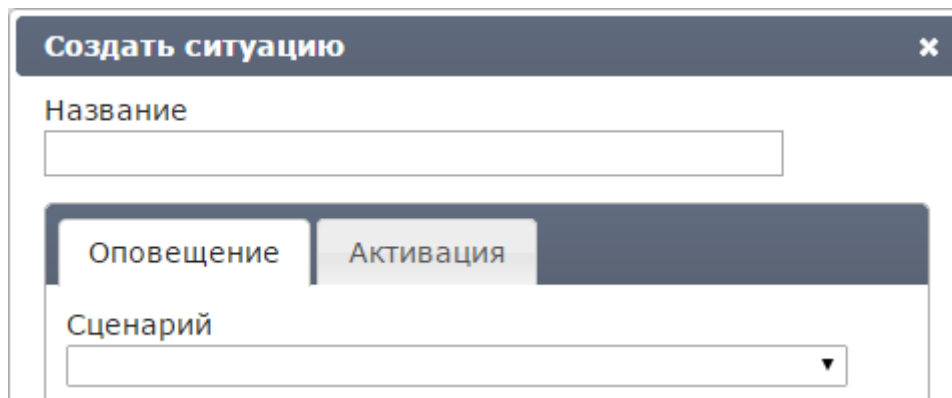 Создать ситуацию
Название
Оповещение Активация
Сценарий